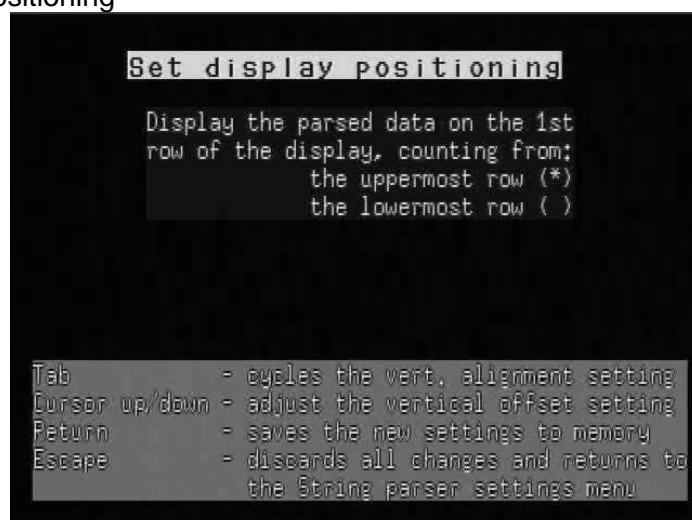 ositioning
Set display positioning
Display the parsed data on the 1st
row of the display, counting from:
the uppermost row (*)
the lowermost row ( )
Tab - cycles the vert. alignment setting
Cursor up/down - adjust the vertical offset setting
Return - saves the new settings to memory
Escape - discards all changes and returns to
the String parser settings menu